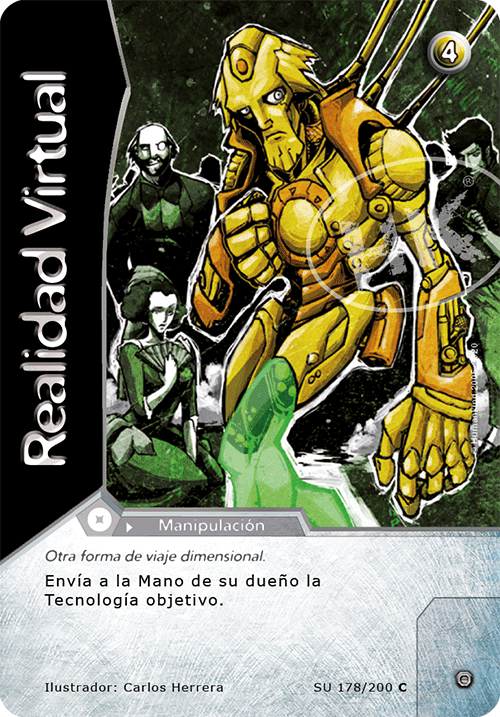 4
Realidad Virtual
Manipulación
Otra forma de viaje dimensional.
Envía a la Mano de su dueño la
Tecnología objetivo.
Ilustrador: Carlos Herrera
SU 178/200 C